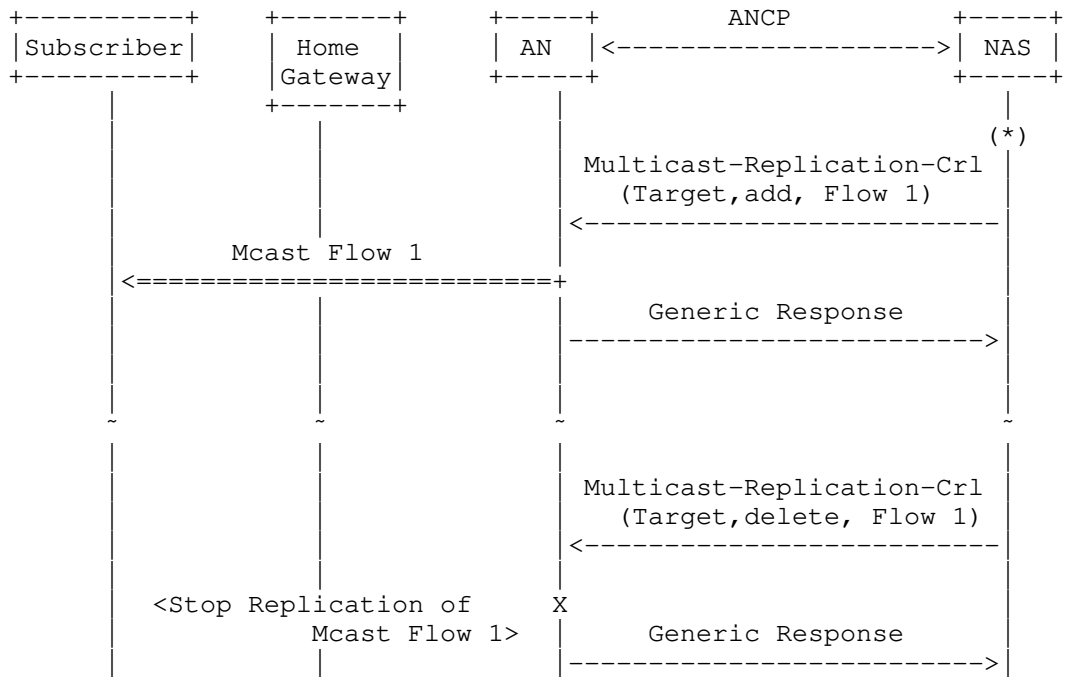 ANCP
Subscriber Home AN <-------------------> NAS
Gateway
(*)
Multicast-Replication-Crl
(Target,add, Flow 1)
Mcast Flow 1
Generic Response
Multicast-Replication-Crl
(Target,delete, Flow 1)
<Stop Replication of X
Mcast Flow 1> Generic Response